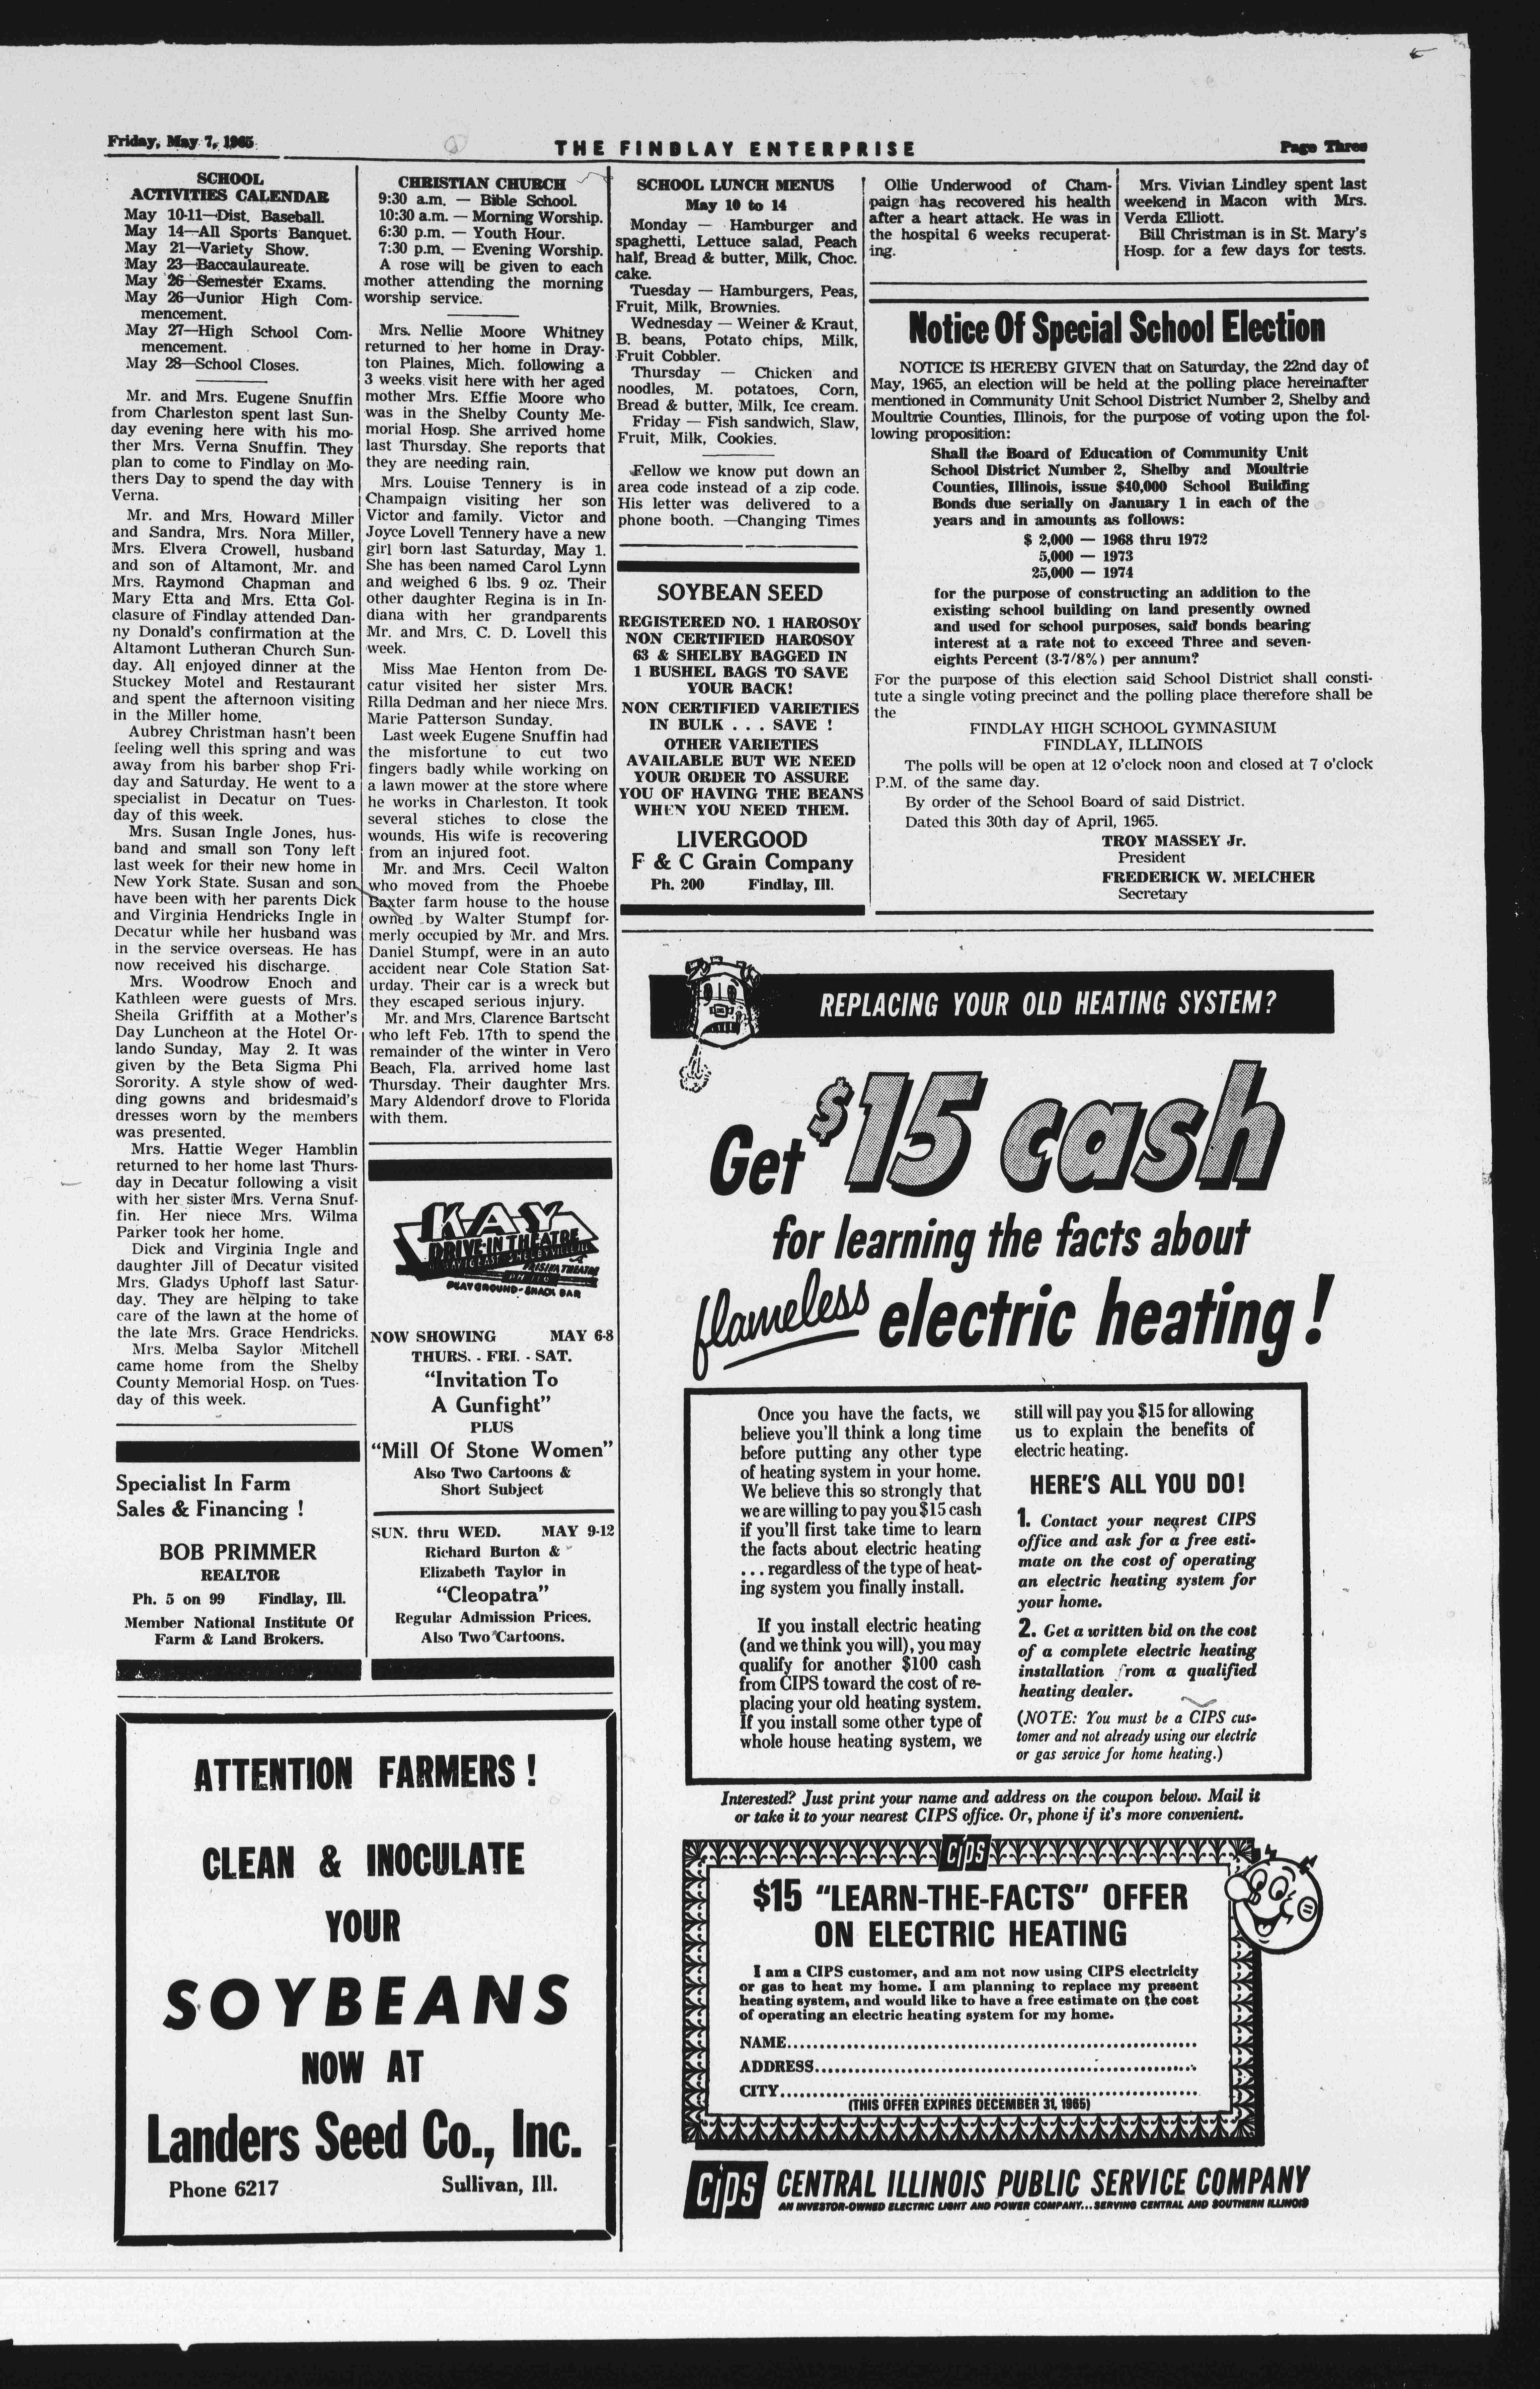 Friday, May 7, 1965
THE FINDLAY ENTERPRISE
Page Three
SCHOOL
ACTIVITIES CALENDAR
May 10-11—Dist. Baseball.
May 14—All Sports Banquet.
May 21—Variety Show.
May 23—Baccaulaureate.
May 26—Semester Exams.
May 26—Junior High Com-
mencement.
May 27—High School Com-
mencement.
May 28—School Closes.
Mr. and Mrs. Eugene Snuffin
from Charleston spent last Sun-
day evening here with his mo-
ther Mrs. Verna Snuffin. They
plan to come to Findlay on Mo-
thers Day to spend the day with
Verna.
Mr. and Mrs. Howard Miller
and Sandra, Mrs. Nora Miller,
Mrs. Elvera Crowell, husband
and son of Altamont, Mr. and
Mrs. Raymond Chapman and
Mary Etta and Mrs. Etta Col-
clasure of Findlay attended Dan-
ny Donald's confirmation at the
Altamont Lutheran Church Sun-
day. All enjoyed dinner at the
Stuckey Motel and Restaurant
and spent the afternoon visiting
in the Miller home.
Aubrey Christman hasn't been
feeling well this spring and was
away from his barber shop Fri-
day and Saturday. He went to a
specialist in Decatur on Tues-
day of this week.
Mrs. Susan Ingle Jones, hus-
band and small son Tony left
last week for their new home in
New York State. Susan and son
have been with her parents Dick
and Virginia Hendricks Ingle in
Decatur while her husband was
in the service overseas. He has
now received his discharge.
Mrs. Woodrow Enoch and
Kathleen were guests of Mrs.
Sheila Griffith at a Mother's
Day Luncheon at the Hotel Or-
lando Sunday, May 2. It was
given by the Beta Sigma Phi
Sorority. A style show of wed-
ding gowns and bridesmaid's
dresses worn by the members
was presented.
Mrs. Hattie Weger Hamblin
returned to her home last Thurs-
day in Decatur following a visit
with her sister Mrs. Verna Snuf-
fin. Her niece Mrs. Wilma
Parker took her home.
Dick and Virginia Ingle and
daughter Jill of Decatur visited
Mrs. Gladys Uphoff last Satur-
day. They are helping to take
care of the lawn at the home of
the late Mrs. Grace Hendricks.
Mrs. Melba Saylor Mitchell
came home from the Shelby
County Memorial Hosp. on Tues-
day of this week.
Specialist In Farm
Sales & Financing !
BOB PRIMMER
REALTOR
Ph. 5 on 99 Findlay, Ill.
Member National Institute Of
Farm & Land Brokers.
CHRISTIAN CHURCH
9:30 a.m. — Bible School.
10:30 a.m. — Morning Worship.
6:30 p.m. — Youth Hour.
7:30 p.m. — Evening Worship.
A rose will be given to each
mother attending the morning
worship service.
Mrs. Nellie Moore Whitney
returned to her home in Dray-
ton Plaines, Mich. following a
3 weeks visit here with her aged
mother Mrs. Effie Moore who
was in the Shelby County Me-
morial Hosp. She arrived home
last Thursday. She reports that
they are needing rain.
Mrs. Louise Tennery is in
Champaign visiting her son
Victor and family. Victor and
Joyce Lovell Tennery have a new
girl born last Saturday, May 1.
She has been named Carol Lynn
and weighed 6 lbs. 9 oz. Their
other daughter Regina is in In-
diana with her grandparents
Mr. and Mrs. C. D. Lovell this
week.
Miss Mae Henton from De-
catur visited her sister Mrs.
Rilla Dedman and her niece Mrs.
Marie Patterson Sunday.
Last week Eugene Snuffin had
the misfortune to cut two
fingers badly while working on
a lawn mower at the store where
he works in Charleston. It took
several stiches to close the
wounds. His wife is recovering
from an injured foot.
Mr. and Mrs. Cecil Walton
who moved from the Phoebe
Baxter farm house to the house
owned by Walter Stumpf for-
merly occupied by Mr. and Mrs.
Daniel Stumpf, were in an auto
accident near Cole Station Sat-
urday. Their car is a wreck but
they escaped serious injury.
Mr. and Mrs. Clarence Bartscht
who left Feb. 17th to spend the
remainder of the winter in Vero
Beach, Fla. arrived home last
Thursday. Their daughter Mrs.
Mary Aldendorf drove to Florida
with them.
KAY
DRIVE-IN THEATRE
PLAYGROUND - SNACK BAR
NOW SHOWING MAY 6-8
THURS. - FRI. - SAT.
"Invitation To
A Gunfight"
PLUS
"Mill Of Stone Women"
Also Two Cartoons &
Short Subject
SUN. thru WED. MAY 9-12
Richard Burton &
Elizabeth Taylor in
"Cleopatra"
Regular Admission Prices.
Also Two Cartoons.
ATTENTION FARMERS !
CLEAN & INOCULATE
YOUR
SOYBEANS
NOW AT
Landers Seed Co., Inc.
Phone 6217 Sullivan, Ill.
SCHOOL LUNCH MENUS
May 10 to 14
Monday — Hamburger and
spaghetti, Lettuce salad, Peach
half, Bread & butter, Milk, Choc.
cake.
Tuesday — Hamburgers, Peas,
Fruit, Milk, Brownies.
Wednesday — Weiner & Kraut,
B. beans, Potato chips, Milk,
Fruit Cobbler.
Thursday — Chicken and
noodles, M. potatoes, Corn,
Bread & butter, Milk, Ice cream.
Friday — Fish sandwich, Slaw,
Fruit, Milk, Cookies.
Fellow we know put down an
area code instead of a zip code.
His letter was delivered to a
phone booth. —Changing Times
SOYBEAN SEED
REGISTERED NO. 1 HAROSOY
NON CERTIFIED HAROSOY
63 & SHELBY BAGGED IN
1 BUSHEL BAGS TO SAVE
YOUR BACK!
NON CERTIFIED VARIETIES
IN BULK . . . SAVE !
OTHER VARIETIES
AVAILABLE BUT WE NEED
YOUR ORDER TO ASSURE
YOU OF HAVING THE BEANS
WHEN YOU NEED THEM.
LIVERGOOD
F & C Grain Company
Ph. 200 Findlay, Ill.
Ollie Underwood of Cham-
paign has recovered his health
after a heart attack. He was in
the hospital 6 weeks recuperat-
ing.
Mrs. Vivian Lindley spent last
weekend in Macon with Mrs.
Verda Elliott.
Bill Christman is in St. Mary's
Hosp. for a few days for tests.
Notice Of Special School Election
NOTICE IS HEREBY GIVEN that on Saturday, the 22nd day of
May, 1965, an election will be held at the polling place hereinafter
mentioned in Community Unit School District Number 2, Shelby and
Moultrie Counties, Illinois, for the purpose of voting upon the fol-
lowing proposition:
Shall the Board of Education of Community Unit
School District Number 2, Shelby and Moultrie
Counties, Illinois, issue $40,000 School Building
Bonds due serially on January 1 in each of the
years and in amounts as follows:
$ 2,000 — 1968 thru 1972
5,000 — 1973
25,000 — 1974
for the purpose of constructing an addition to the
existing school building on land presently owned
and used for school purposes, said bonds bearing
interest at a rate not to exceed Three and seven-
eights Percent (3-7/8%) per annum?
For the purpose of this election said School District shall consti-
tute a single voting precinct and the polling place therefore shall be
the
FINDLAY HIGH SCHOOL GYMNASIUM
FINDLAY, ILLINOIS
The polls will be open at 12 o'clock noon and closed at 7 o'clock
P.M. of the same day.
By order of the School Board of said District.
Dated this 30th day of April, 1965.
TROY MASSEY Jr.
President
FREDERICK W. MELCHER
Secretary
REPLACING YOUR OLD HEATING SYSTEM?
Get $15 cash
for learning the facts about
flameless electric heating!
Once you have the facts, we
believe you'll think a long time
before putting any other type
of heating system in your home.
We believe this so strongly that
we are willing to pay you $15 cash
if you'll first take time to learn
the facts about electric heating
... regardless of the type of heat-
ing system you finally install.
If you install electric heating
(and we think you will), you may
qualify for another $100 cash
from CIPS toward the cost of re-
placing your old heating system.
If you install some other type of
whole house heating system, we
still will pay you $15 for allowing
us to explain the benefits of
electric heating.
HERE'S ALL YOU DO!
1. Contact your nearest CIPS
office and ask for a free esti-
mate on the cost of operating
an electric heating system for
your home.
2. Get a written bid on the cost
of a complete electric heating
installation from a qualified
heating dealer.
(NOTE: You must be a CIPS cus-
tomer and not already using our electric
or gas service for home heating.)
Interested? Just print your name and address on the coupon below. Mail it
or take it to your nearest CIPS office. Or, phone if it's more convenient.
CIPS
$15 "LEARN-THE-FACTS" OFFER
ON ELECTRIC HEATING
I am a CIPS customer, and am not now using CIPS electricity
or gas to heat my home. I am planning to replace my present
heating system, and would like to have a free estimate on the cost
of operating an electric heating system for my home.
NAME
ADDRESS
CITY
(THIS OFFER EXPIRES DECEMBER 31, 1965)
CIPS CENTRAL ILLINOIS PUBLIC SERVICE COMPANY
AN INVESTOR-OWNED ELECTRIC LIGHT AND POWER COMPANY...SERVING CENTRAL AND SOUTHERN ILLINOIS